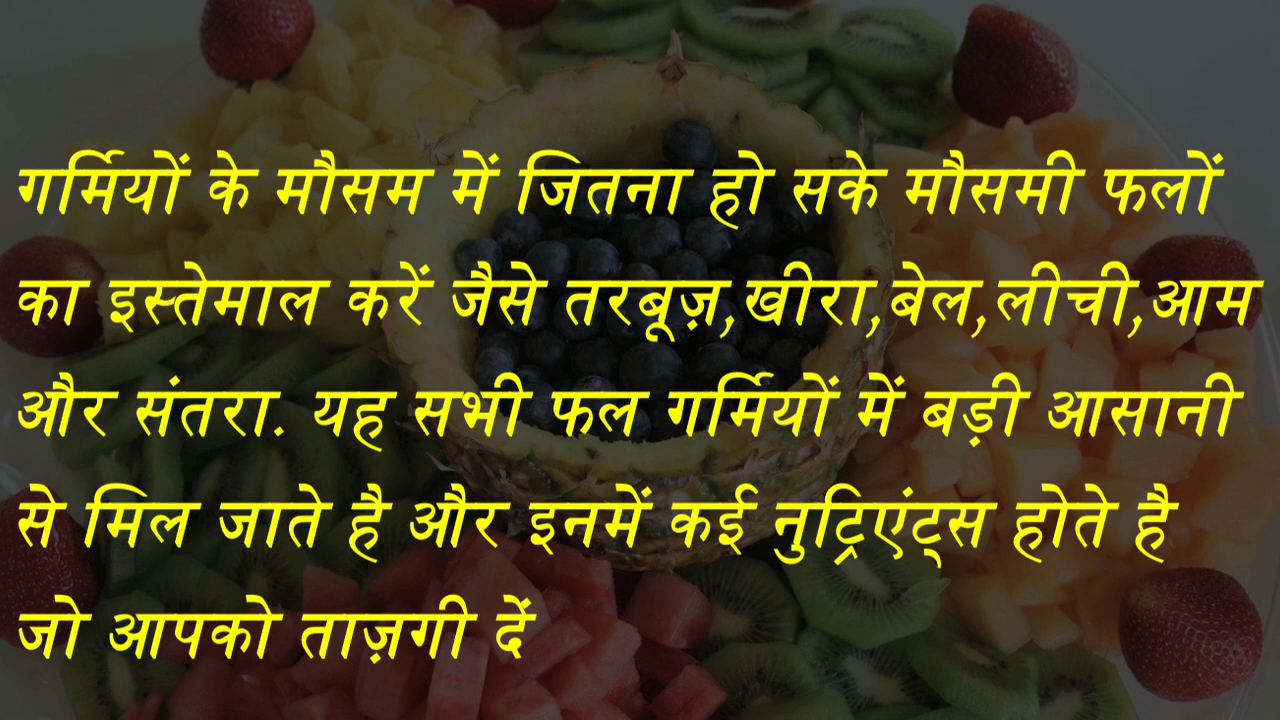 गर्मियों के मौसम में जितना हो सके मौसमी फलों
का इस्तेमाल करें जैसे तरबूज़,खीरा,बेल,लीची,आम
और संतरा. यह सभी फल गर्मियों में बड़ी आसानी
से मिल जाते है और इनमें कई नुट्रिएंट्स होते है
जो आपको ताज़गी दें